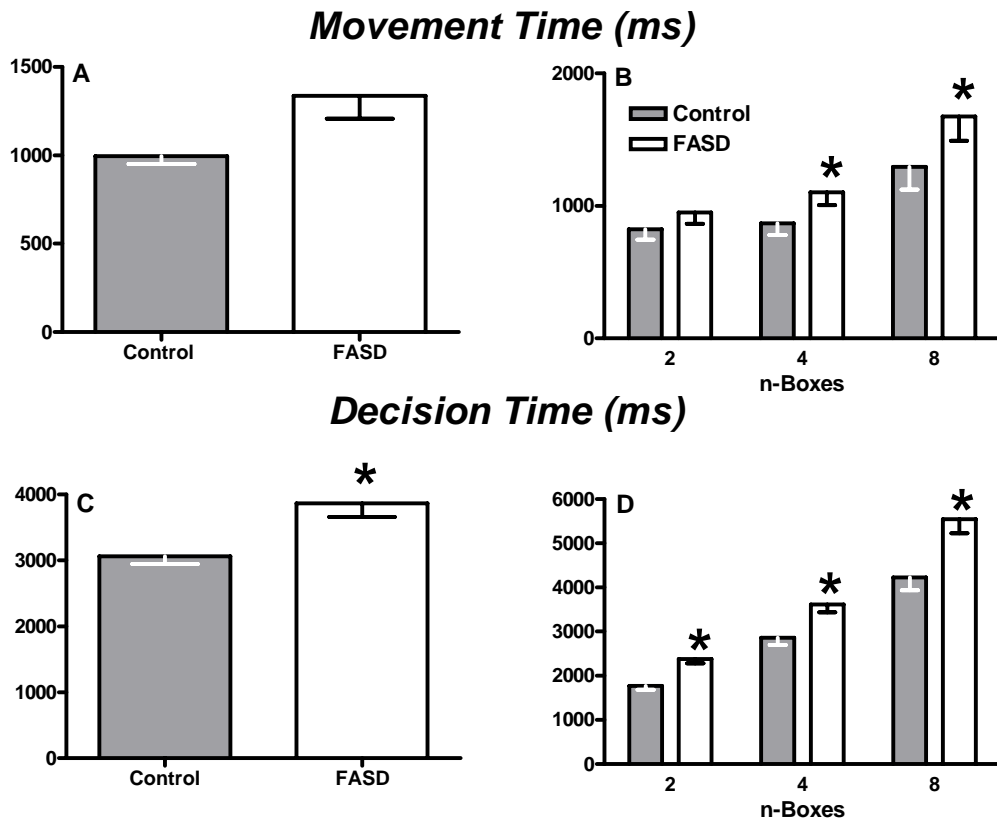 Movement Time (ms)
A
1500
1000
500
0
Control FASD
B
2000
1000
0
Control
FASD
*
*
2 4 8
n-Boxes
Decision Time (ms)
C
4000
3000
2000
1000
0
*
Control FASD
D
6000
5000
4000
3000
2000
1000
0
*
*
*
2 4 8
n-Boxes